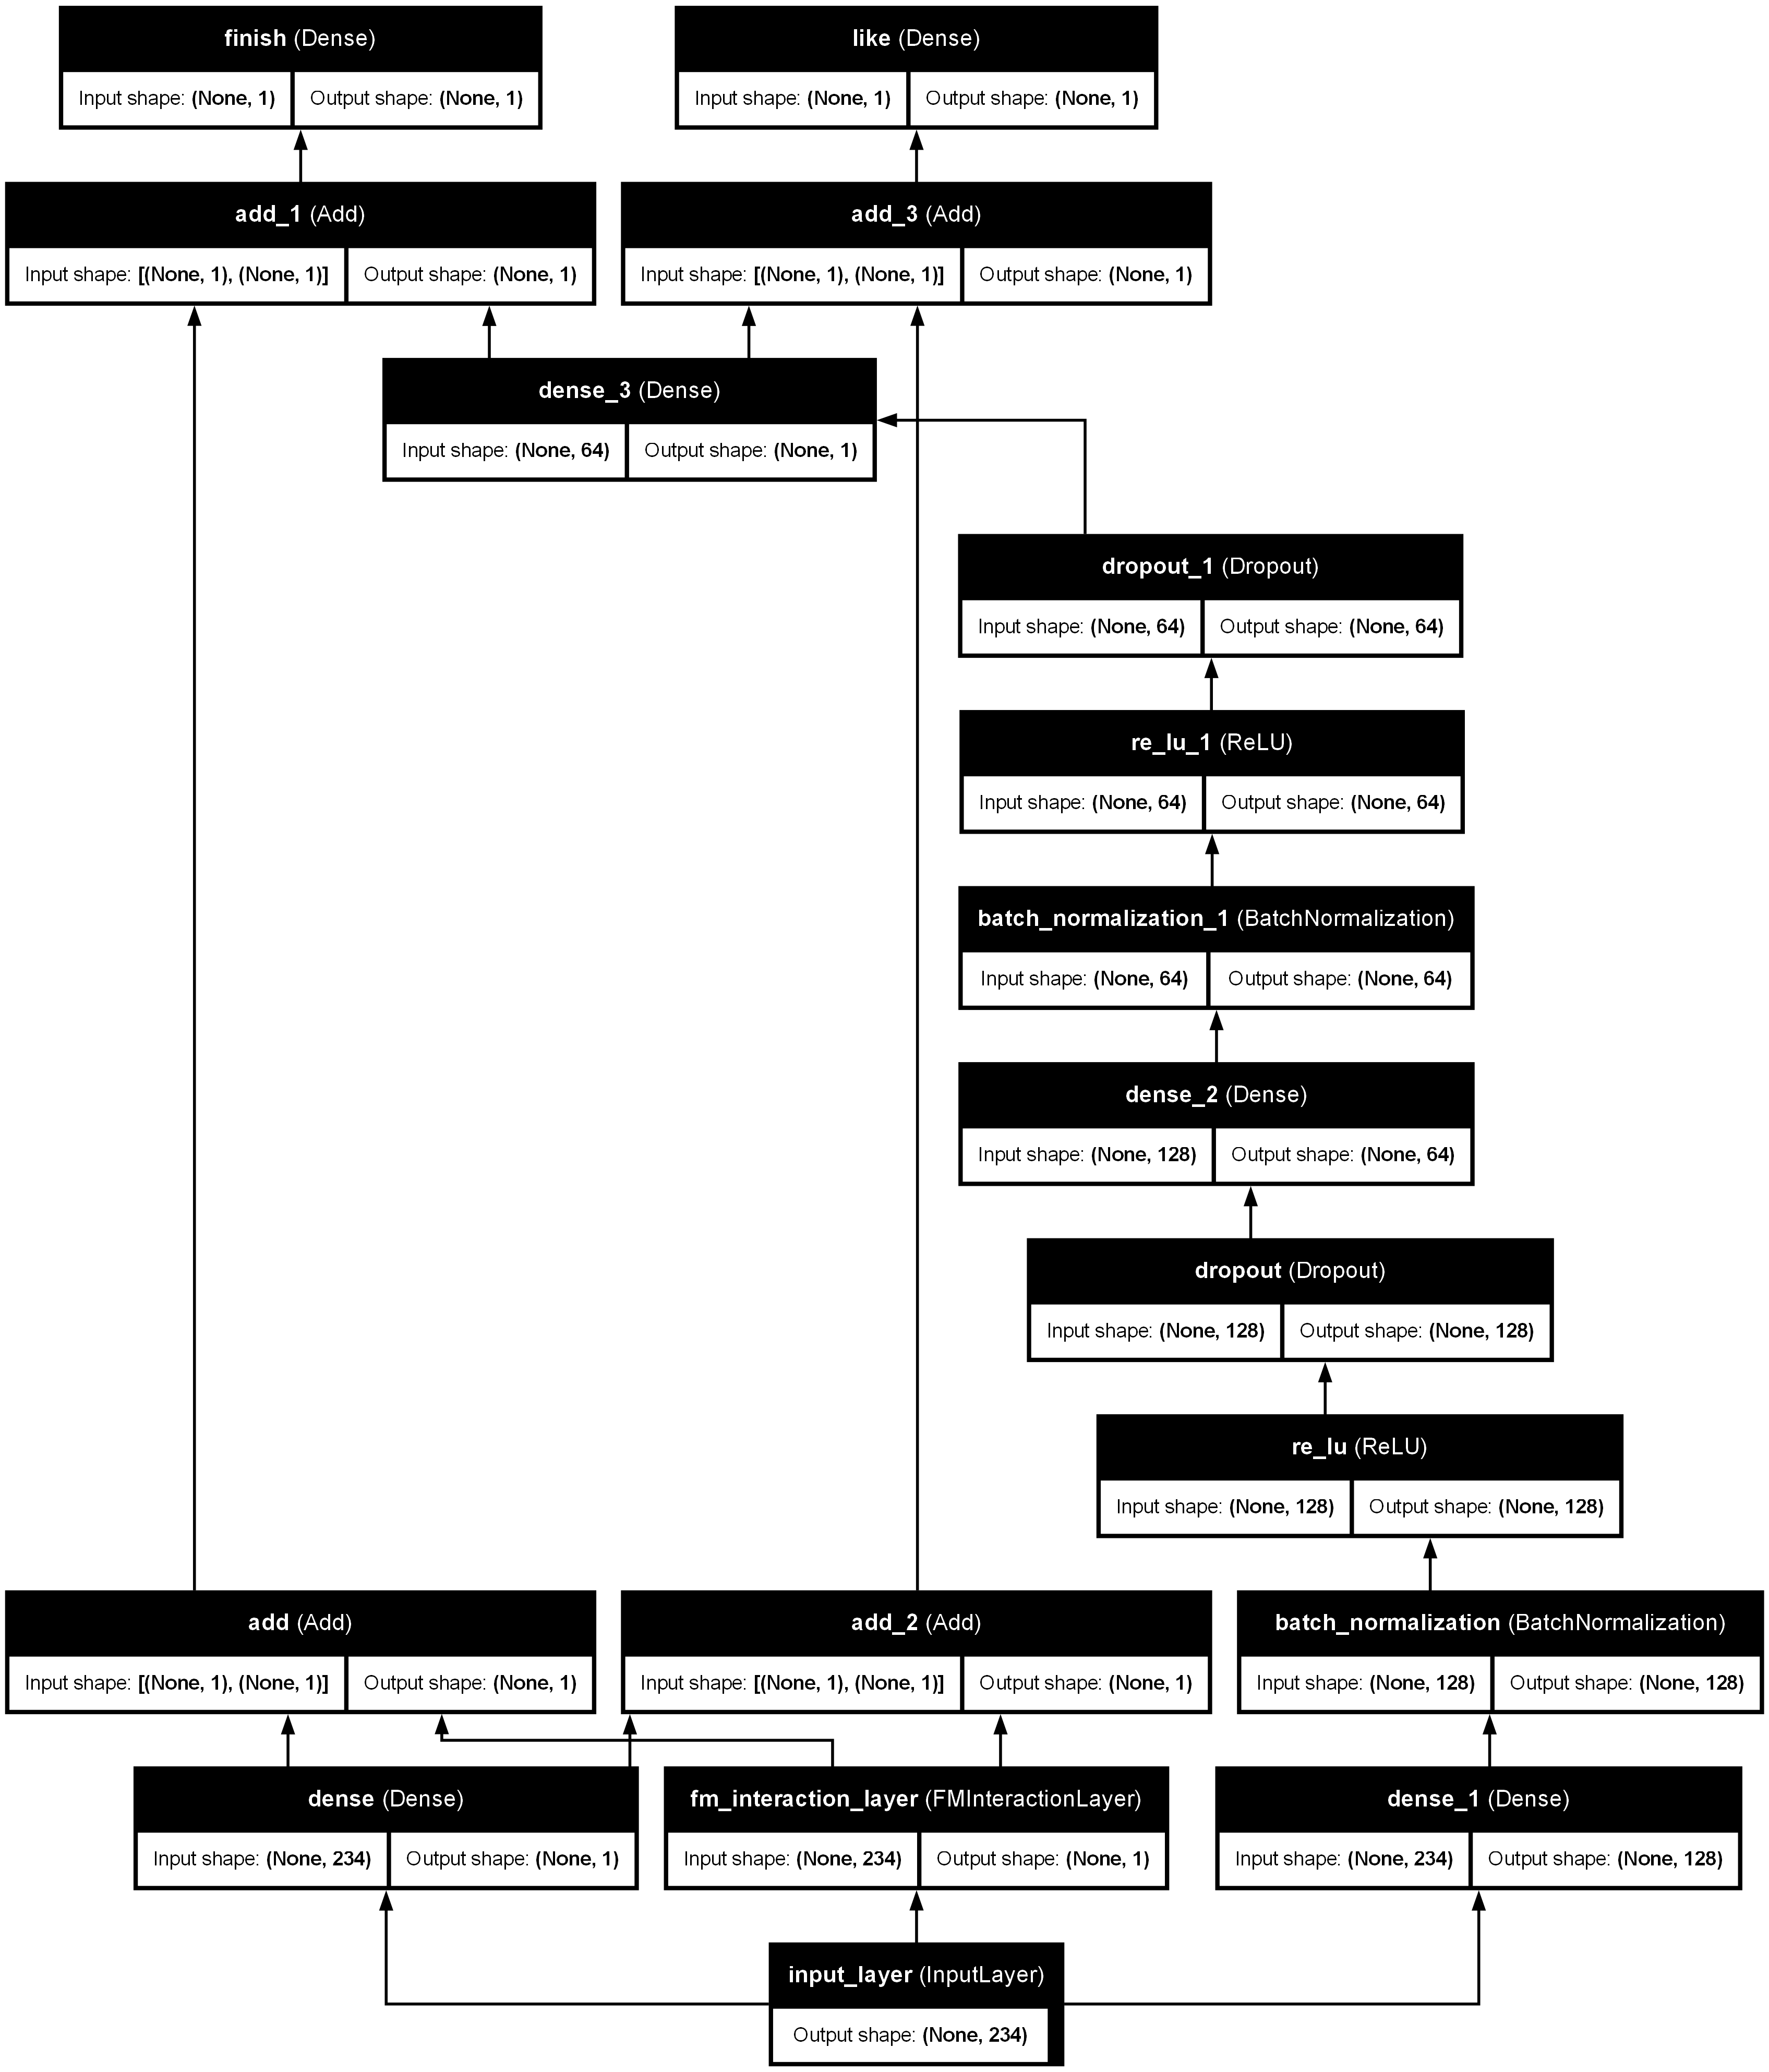 finish (Dense)
Input shape: (None, 1) Output shape: (None, 1)
like (Dense)
Input shape: (None, 1) Output shape: (None, 1)
add_1 (Add)
Input shape: [(None, 1), (None, 1)] Output shape: (None, 1)
add_3 (Add)
Input shape: [(None, 1), (None, 1)] Output shape: (None, 1)
dense_3 (Dense)
Input shape: (None, 64) Output shape: (None, 1)
dropout_1 (Dropout)
Input shape: (None, 64) Output shape: (None, 64)
re_lu_1 (ReLU)
Input shape: (None, 64) Output shape: (None, 64)
batch_normalization_1 (BatchNormalization)
Input shape: (None, 64) Output shape: (None, 64)
dense_2 (Dense)
Input shape: (None, 128) Output shape: (None, 64)
dropout (Dropout)
Input shape: (None, 128) Output shape: (None, 128)
re_lu (ReLU)
Input shape: (None, 128) Output shape: (None, 128)
add (Add)
Input shape: [(None, 1), (None, 1)] Output shape: (None, 1)
add_2 (Add)
Input shape: [(None, 1), (None, 1)] Output shape: (None, 1)
batch_normalization (BatchNormalization)
Input shape: (None, 128) Output shape: (None, 128)
dense (Dense)
Input shape: (None, 234) Output shape: (None, 1)
fm_interaction_layer (FMInteractionLayer)
Input shape: (None, 234) Output shape: (None, 1)
dense_1 (Dense)
Input shape: (None, 234) Output shape: (None, 128)
input_layer (InputLayer)
Output shape: (None, 234)